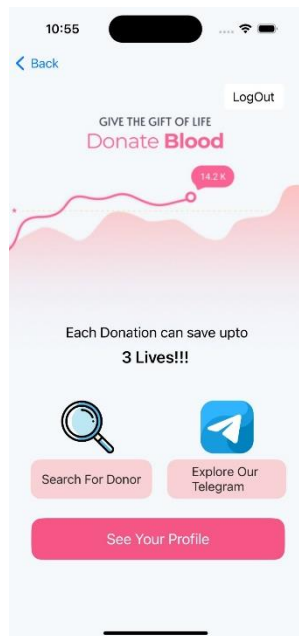 10:55
Back
LogOut
GIVE THE GIFT OF LIFE
Donate Blood
14.2 K
Each Donation can save upto
3 Lives!!!
Search For Donor
Explore Our
Telegram
See Your Profile